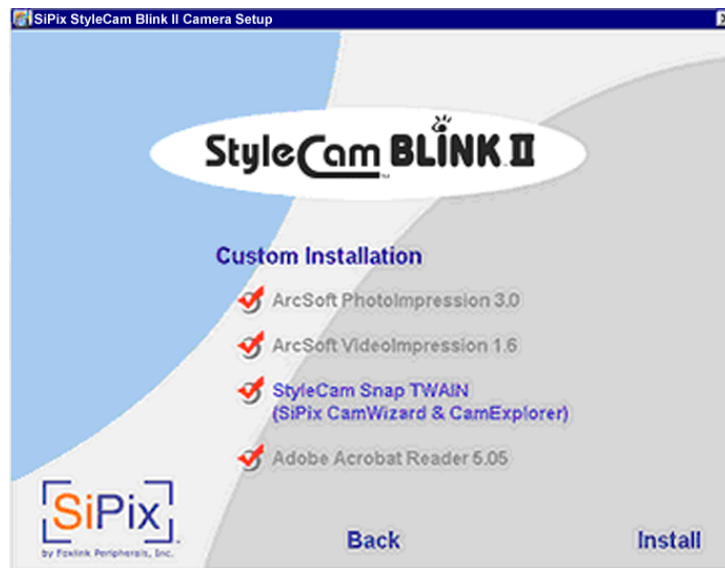 SiPix StyleCam Blink II Camera Setup
StyleCam BLINK II
TM
Custom Installation
ArcSoft PhotoImpression 3.0
ArcSoft VideoImpression 1.6
StyleCam Snap TWAIN
(SiPix CamWizard & CamExplorer)
Adobe Acrobat Reader 5.05
SiPix
by Foxlink Peripherals, Inc.
Back Install